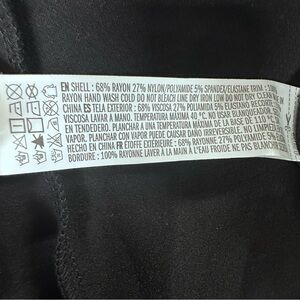 EN SHELL : 68% RAYON 27% NYLON/POLYAMIDE 5% SPANDEX/ELASTANE TRIM : 100%
RAYON HAND WASH COLD DO NOT BLEACH LINE DRY IRON LOW DO NOT DRY CLEAN
CHINA ES TELA EXTERIOR : 68% VISCOSA 27% POLIAMIDA 5% ELASTANO RECORTE
VISCOSA LAVAR A MANO. TEMPERATURA MÁXIMA 40 °C. NO USAR BLANQUEADOR
EN TENDEDERO. PLANCHAR A UNA TEMPERATURA MÁXIMA DE LA BASE DE 110 °C
PLANCHAR CON VAPOR PUEDE CAUSAR DAÑO IRREVERSIBLE. NO LIMPIAR EN
HECHO EN CHINA FR ÉTOFFE EXTÉRIEURE : 68% RAYONNE 27% POLYAMIDE 5%
BORDURE : 100% RAYONNE LAVER À LA MAIN À L'EAU FROIDE NE PAS BLANCHIR